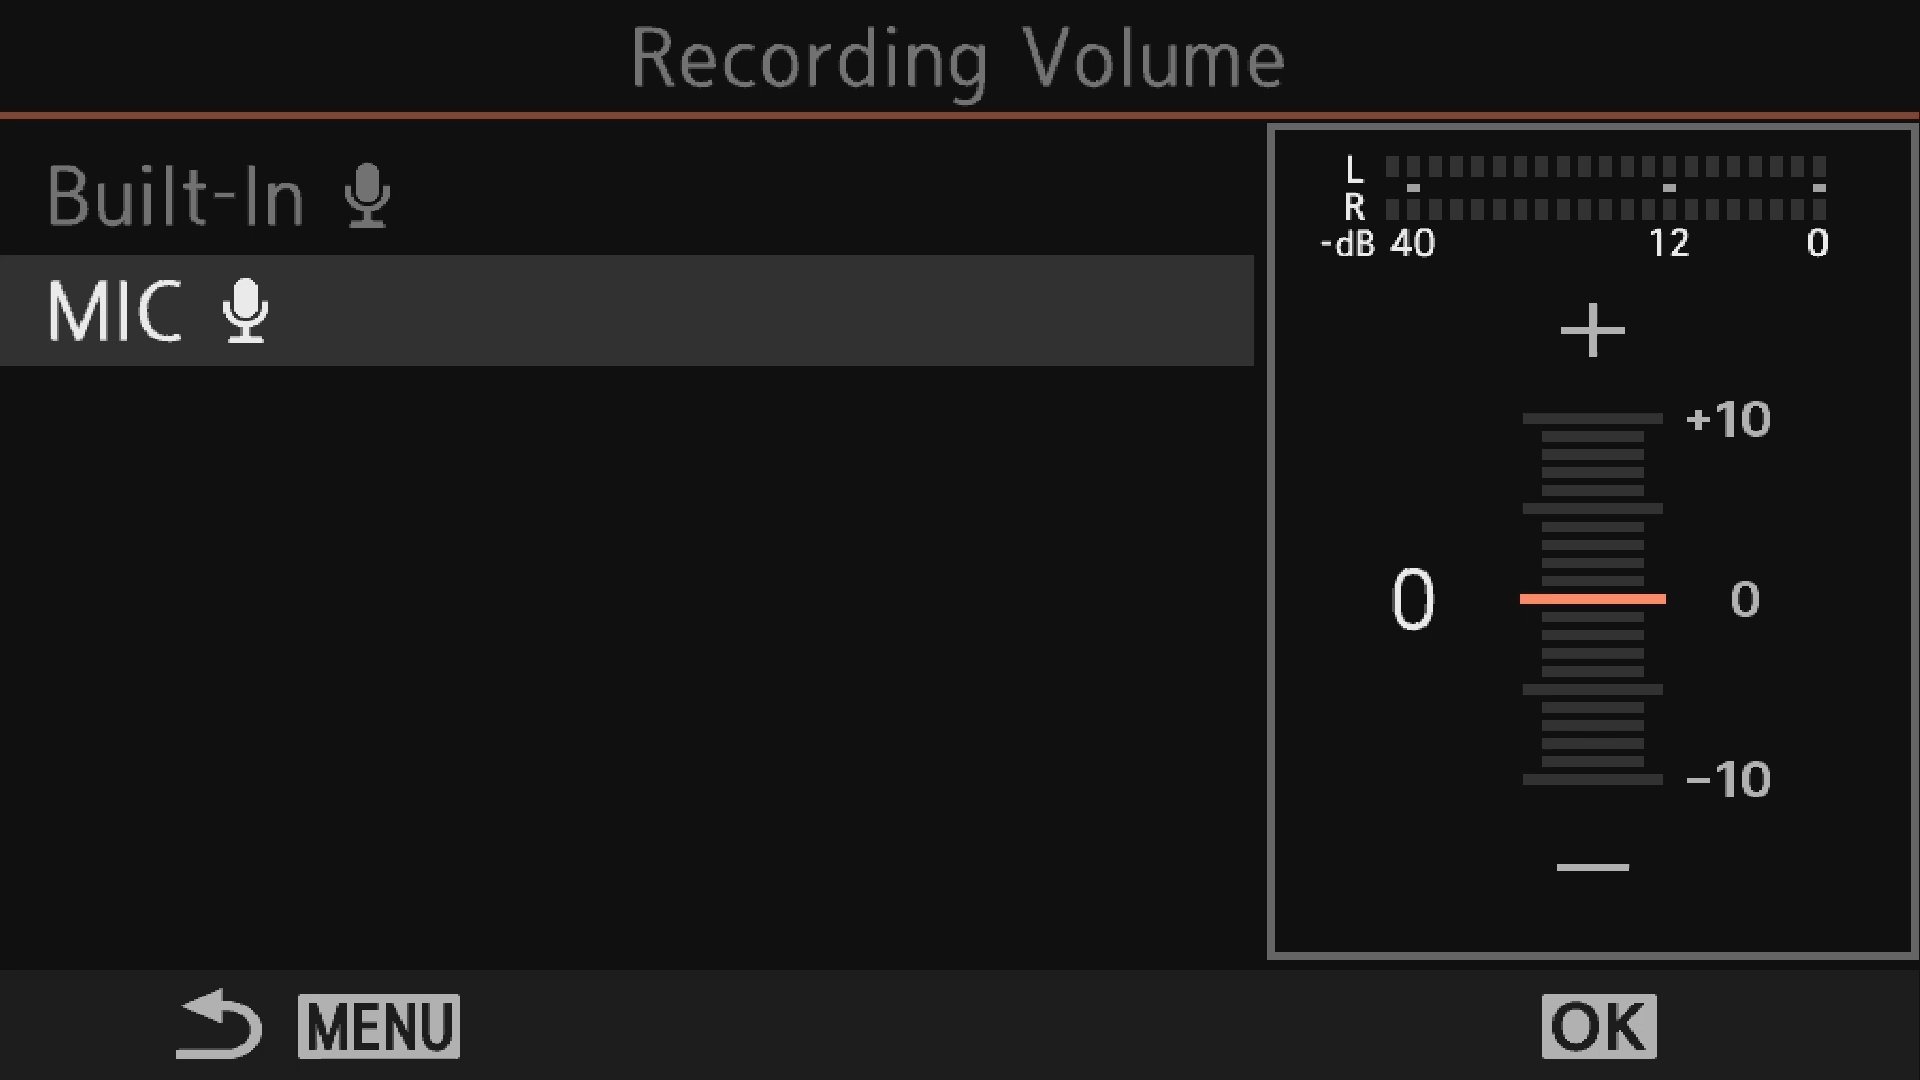 Recording Volume
Built-In
MIC
L
R
-dB 40 12 0
+
+10
0 0
-10
—
MENU OK